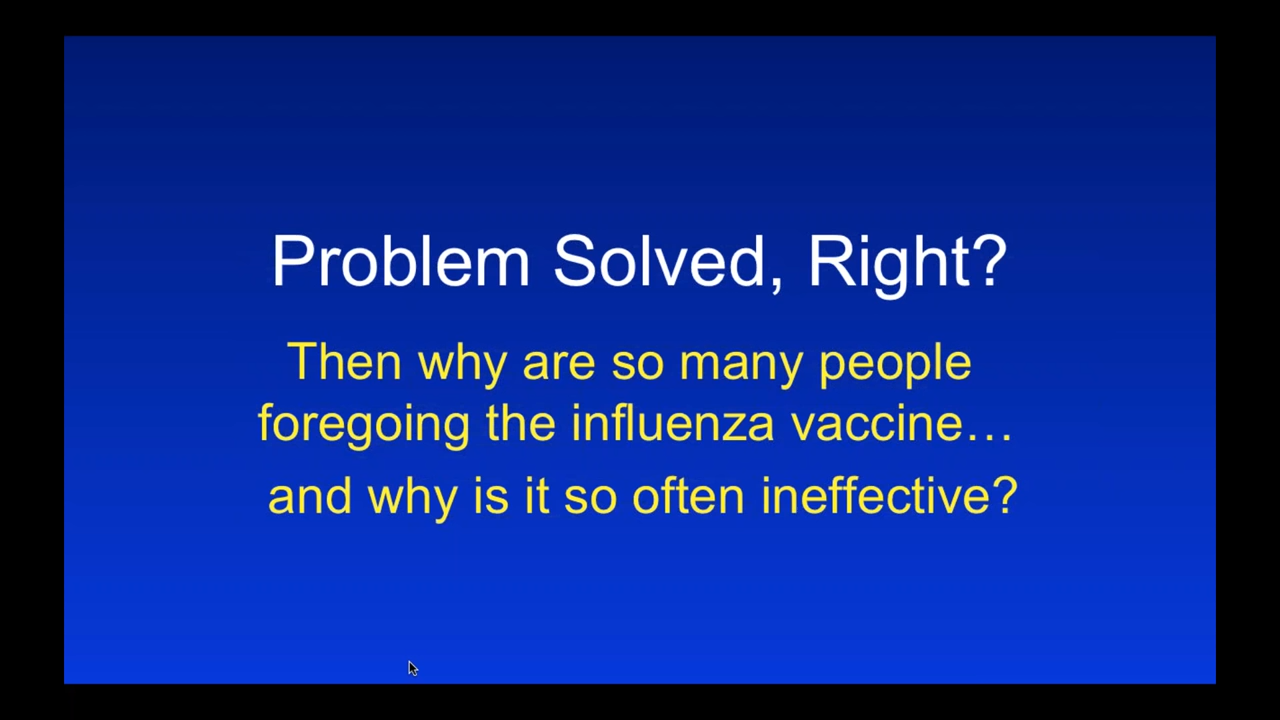 Problem Solved, Right?
Then why are so many people
foregoing the influenza vaccine…
and why is it so often ineffective?